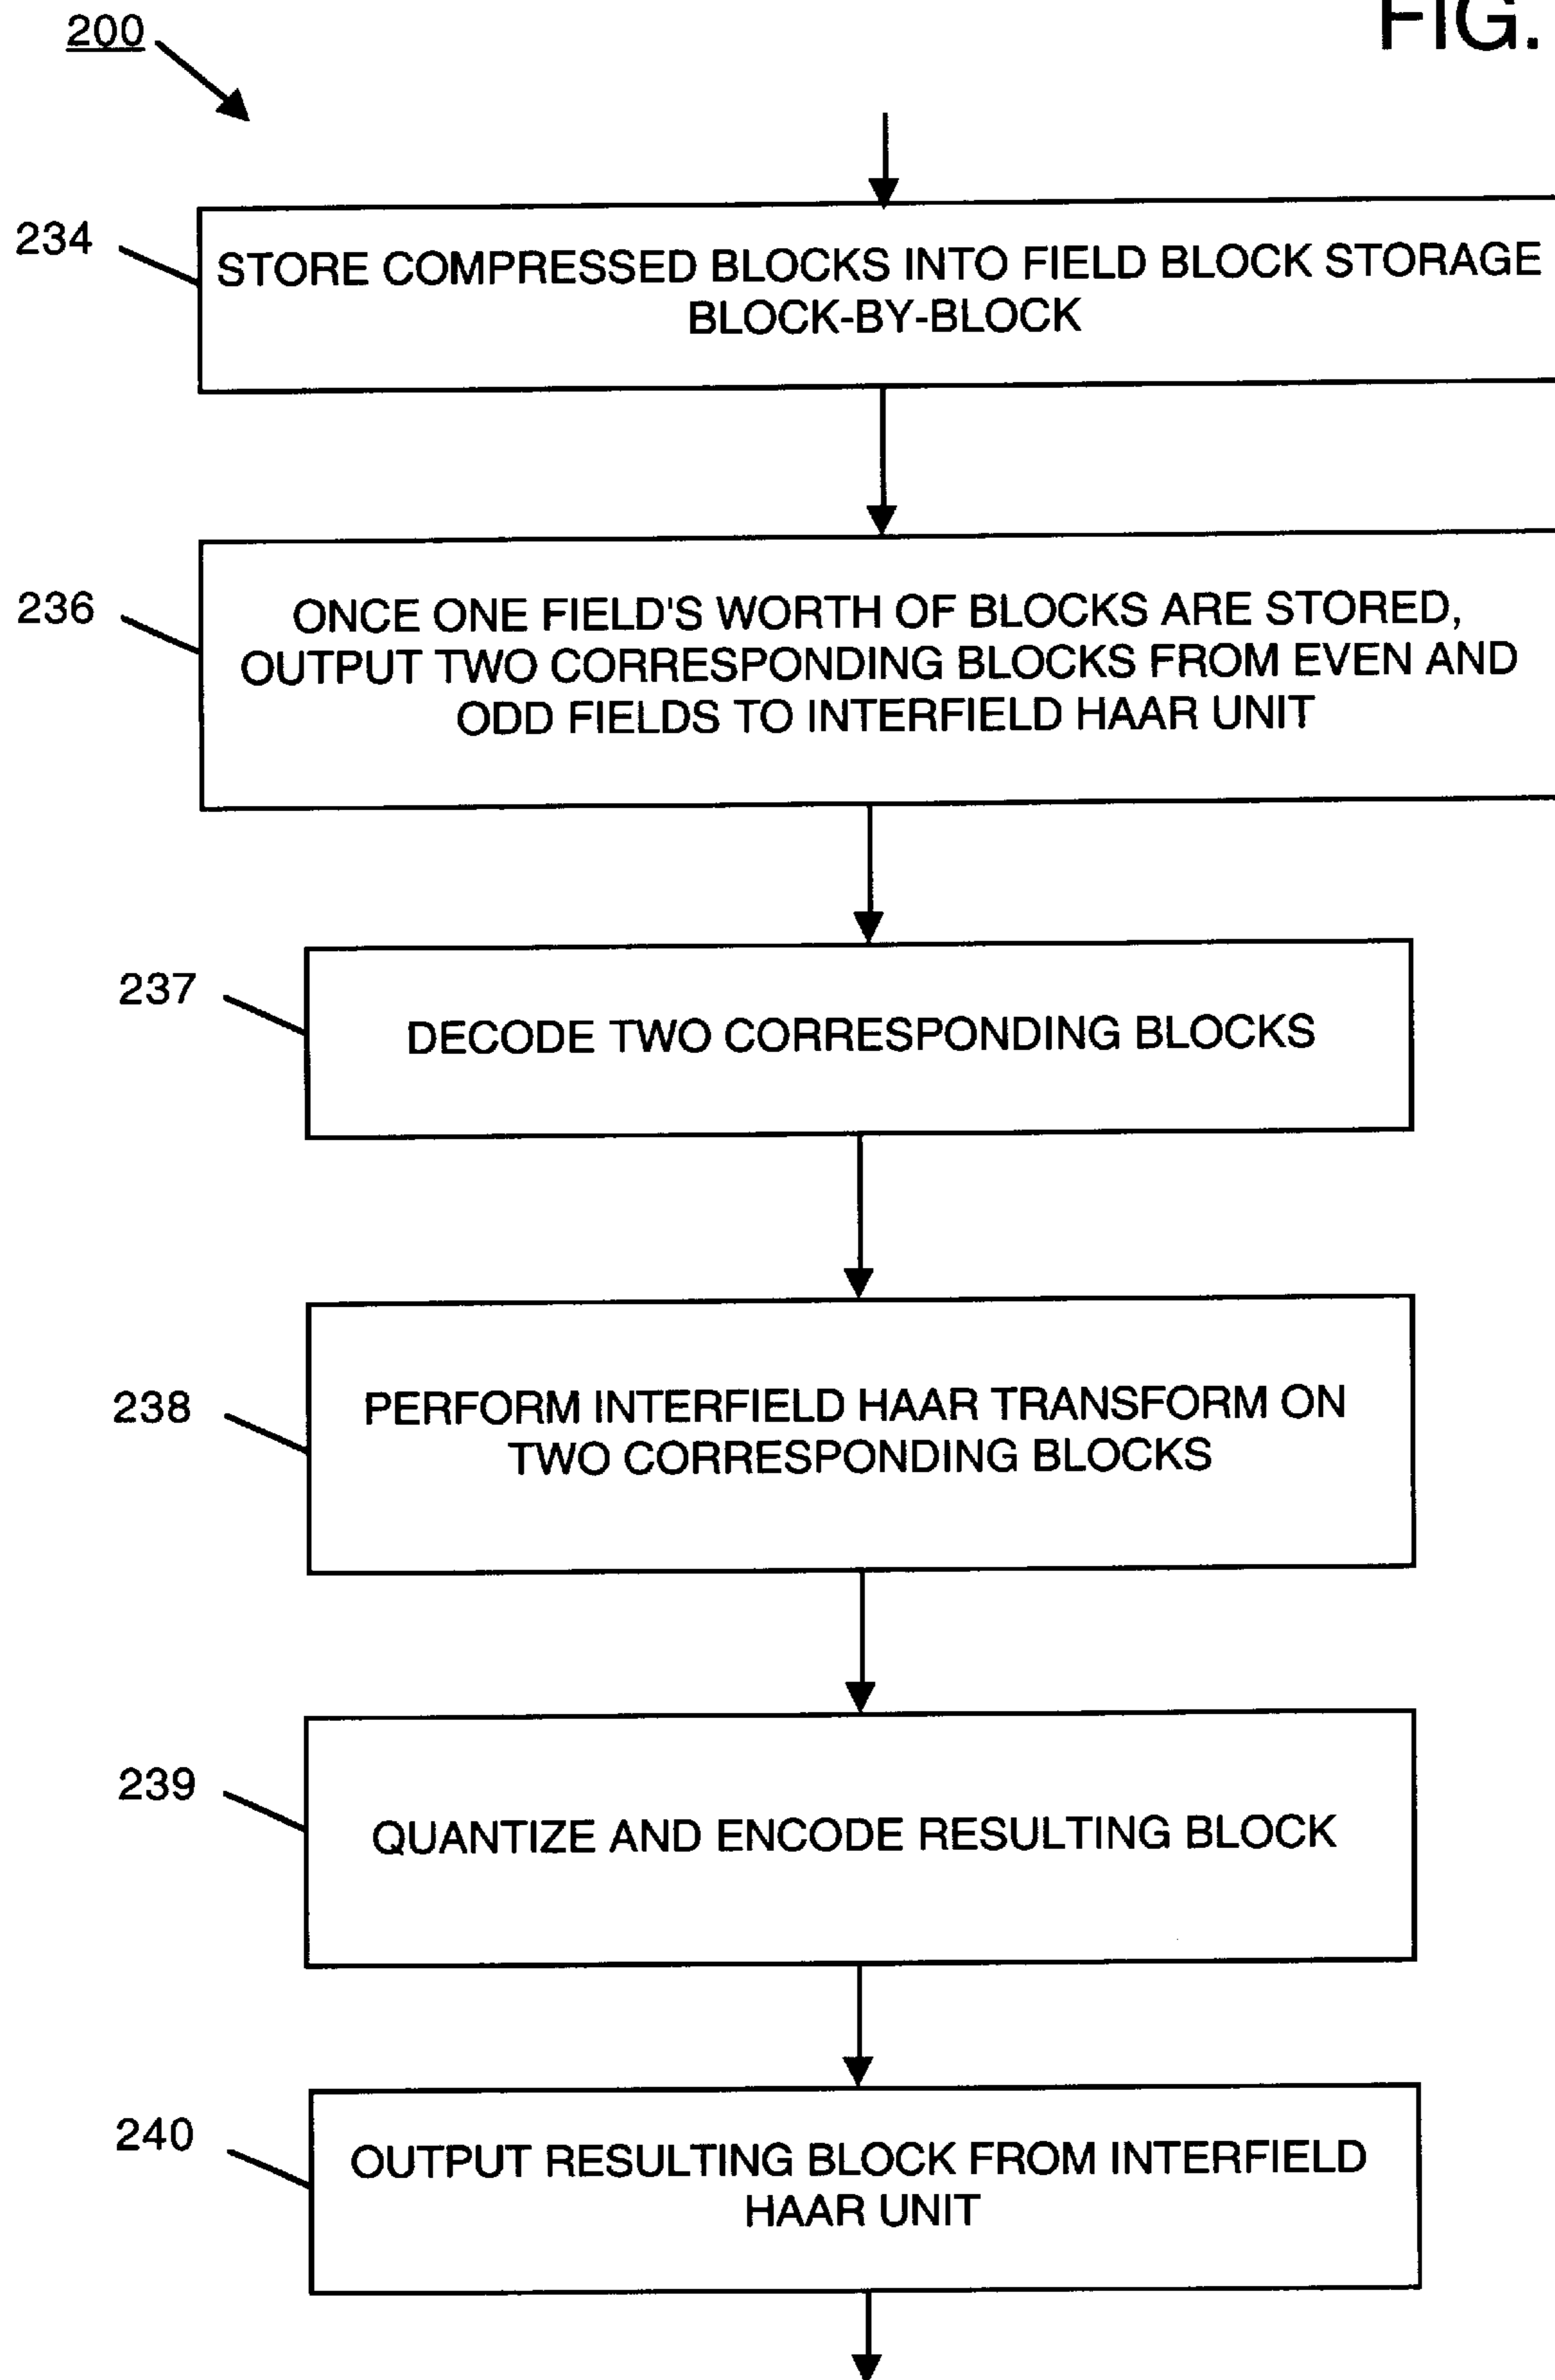 FIG.
200
234
STORE COMPRESSED BLOCKS INTO FIELD BLOCK STORAGE
BLOCK-BY-BLOCK
236
ONCE ONE FIELD'S WORTH OF BLOCKS ARE STORED,
OUTPUT TWO CORRESPONDING BLOCKS FROM EVEN AND
ODD FIELDS TO INTERFIELD HAAR UNIT
237
DECODE TWO CORRESPONDING BLOCKS
238
PERFORM INTERFIELD HAAR TRANSFORM ON
TWO CORRESPONDING BLOCKS
239
QUANTIZE AND ENCODE RESULTING BLOCK
240
OUTPUT RESULTING BLOCK FROM INTERFIELD
HAAR UNIT